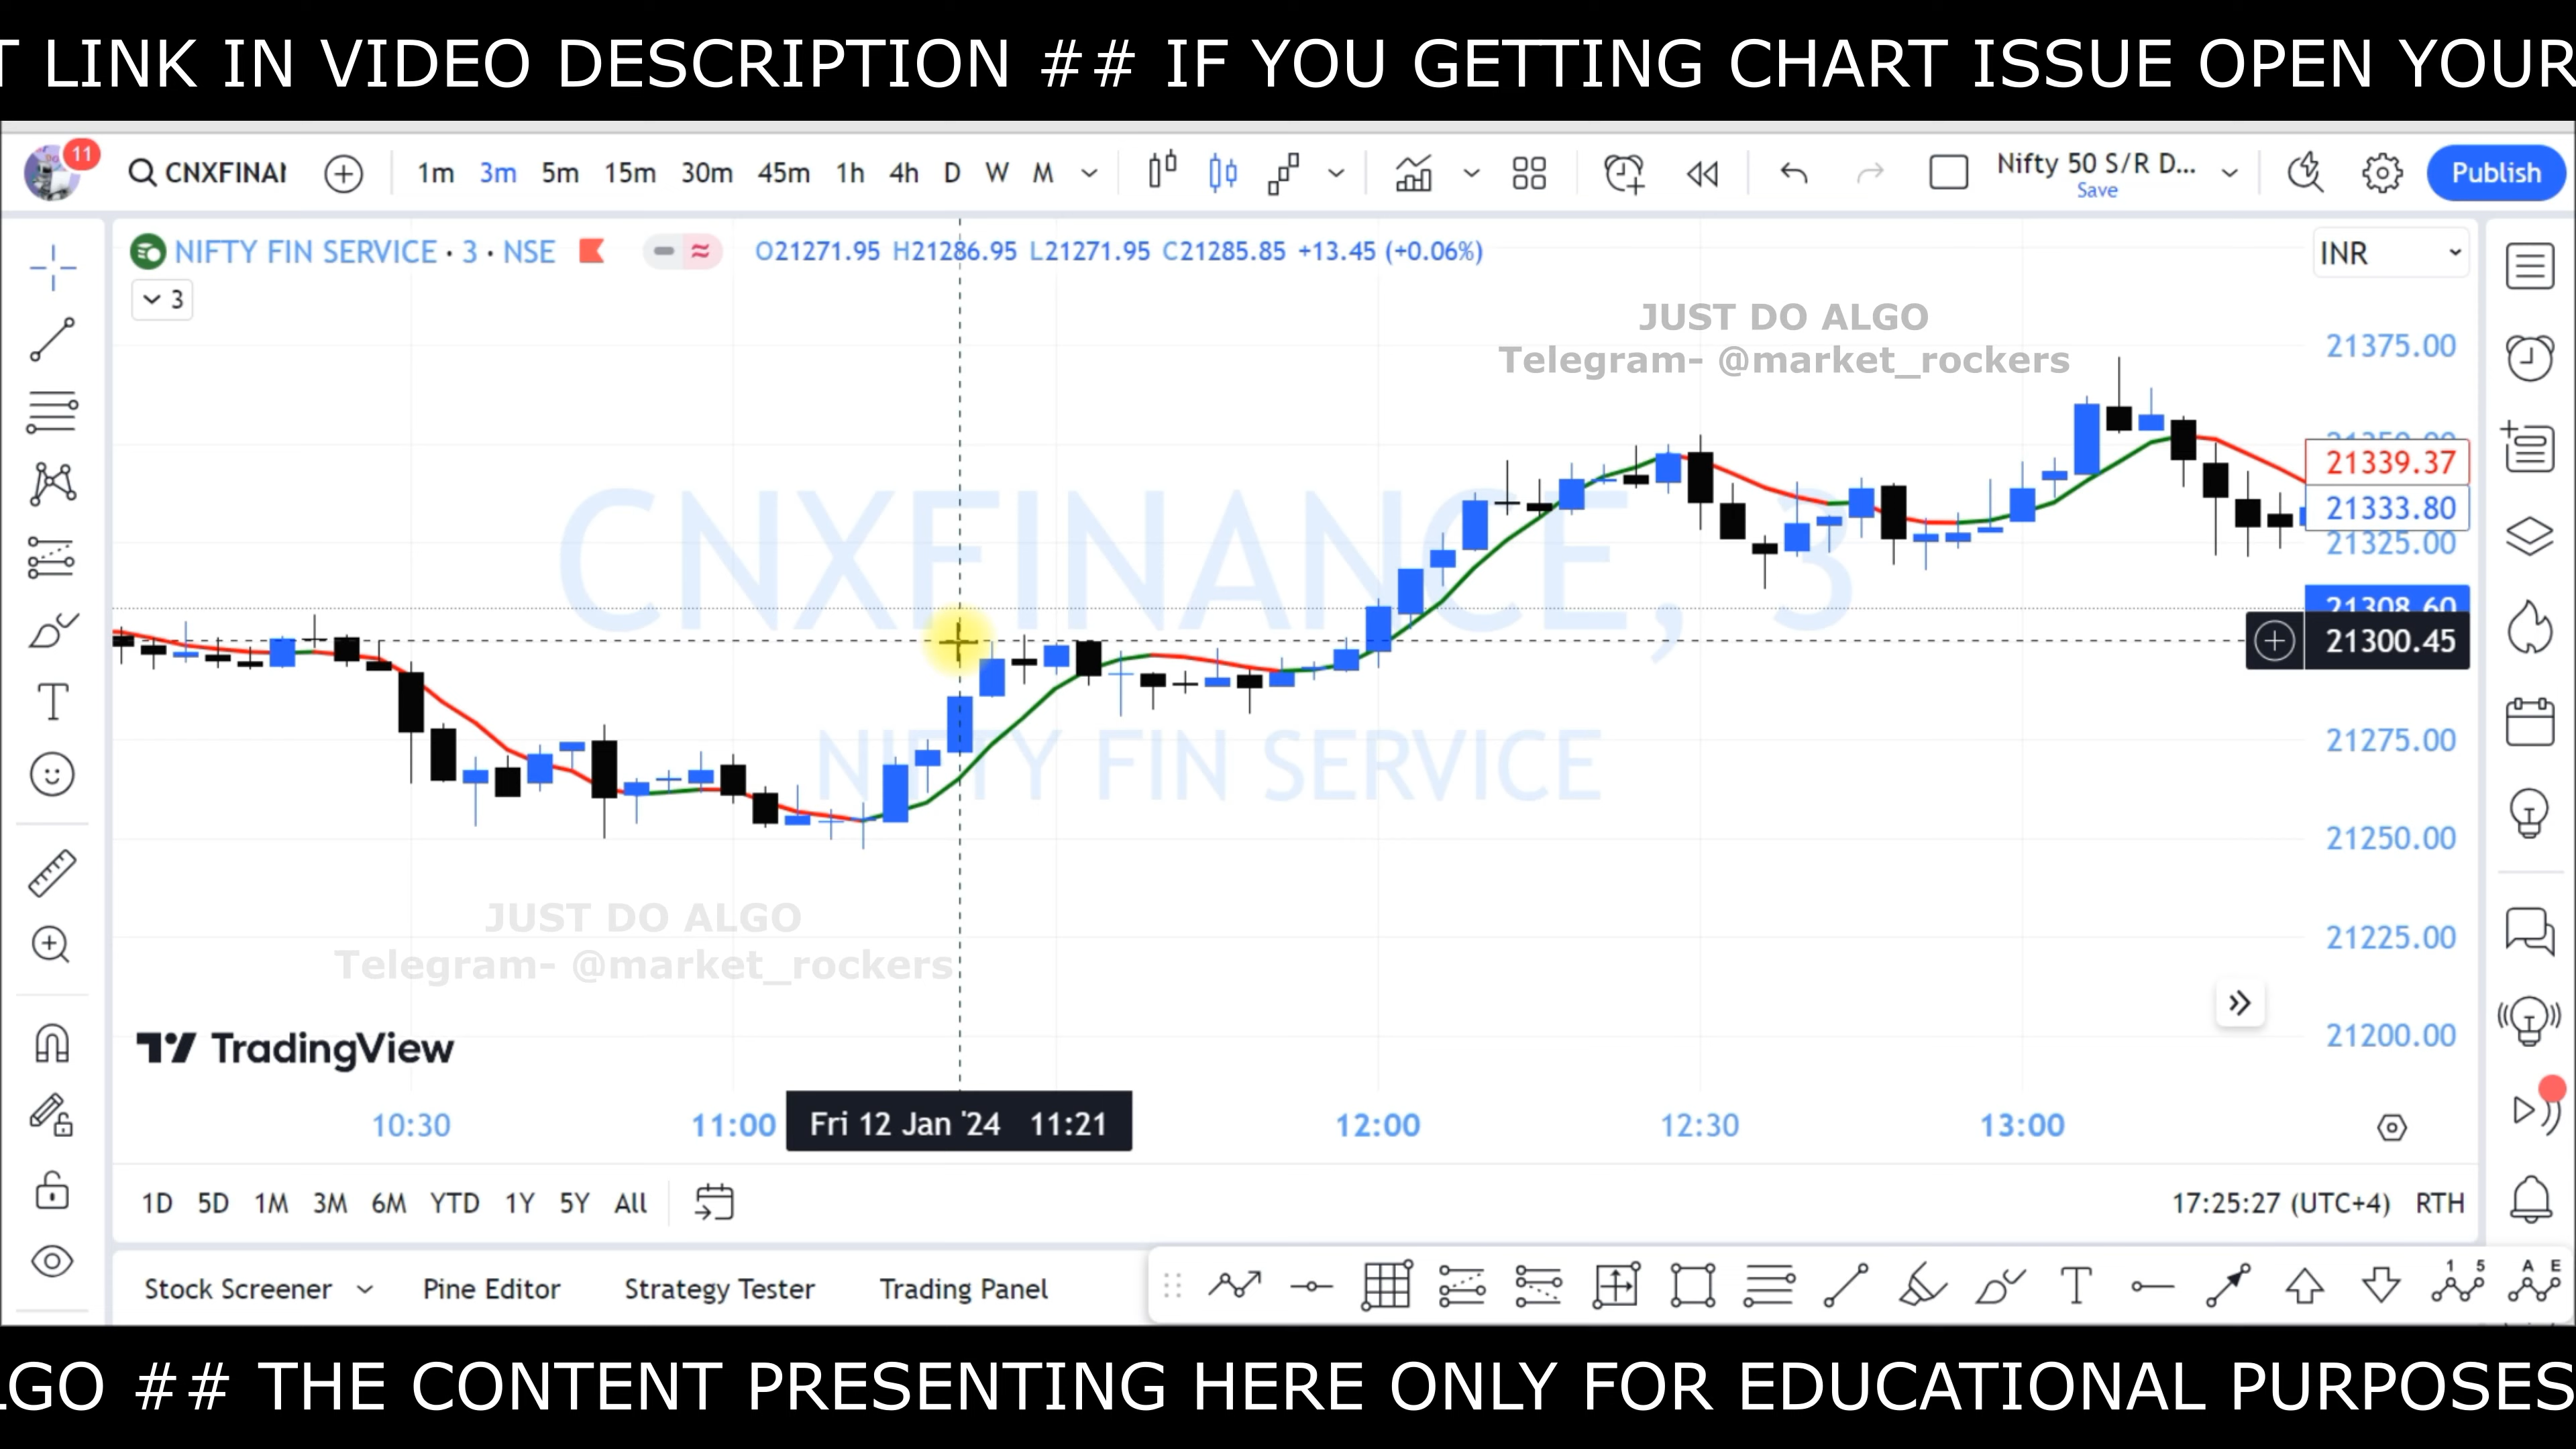 T LINK IN VIDEO DESCRIPTION ## IF YOU GETTING CHART ISSUE OPEN YOUR
11
CNXFINAI
1m 3m 5m 15m 30m 45m 1h 4h D W M
Nifty 50 S/R D...
Save
Publish
NIFTY FIN SERVICE · 3 · NSE
O21271.95 H21286.95 L21271.95 C21285.85 +13.45 (+0.06%)
INR
3
JUST DO ALGO
Telegram- @market_rockers
21375.00
21339.37
21333.80
21325.00
21308.60
21300.45
21275.00
21250.00
21225.00
21200.00
CNXFINANCE, 3
NIFTY FIN SERVICE
JUST DO ALGO
Telegram- @market_rockers
TradingView
10:30 11:00 Fri 12 Jan '24 11:21 12:00 12:30 13:00
1D 5D 1M 3M 6M YTD 1Y 5Y All
17:25:27 (UTC+4) RTH
Stock Screener Pine Editor Strategy Tester Trading Panel
1 5 A E
LGO ## THE CONTENT PRESENTING HERE ONLY FOR EDUCATIONAL PURPOSES